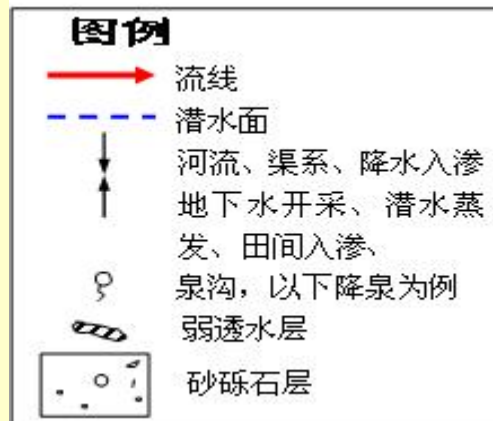 图例
流线
潜水面
河流、渠系、降水入渗
地下水开采、潜水蒸
发、田间入渗、
泉沟，以下降泉为例
弱透水层
砂砾石层